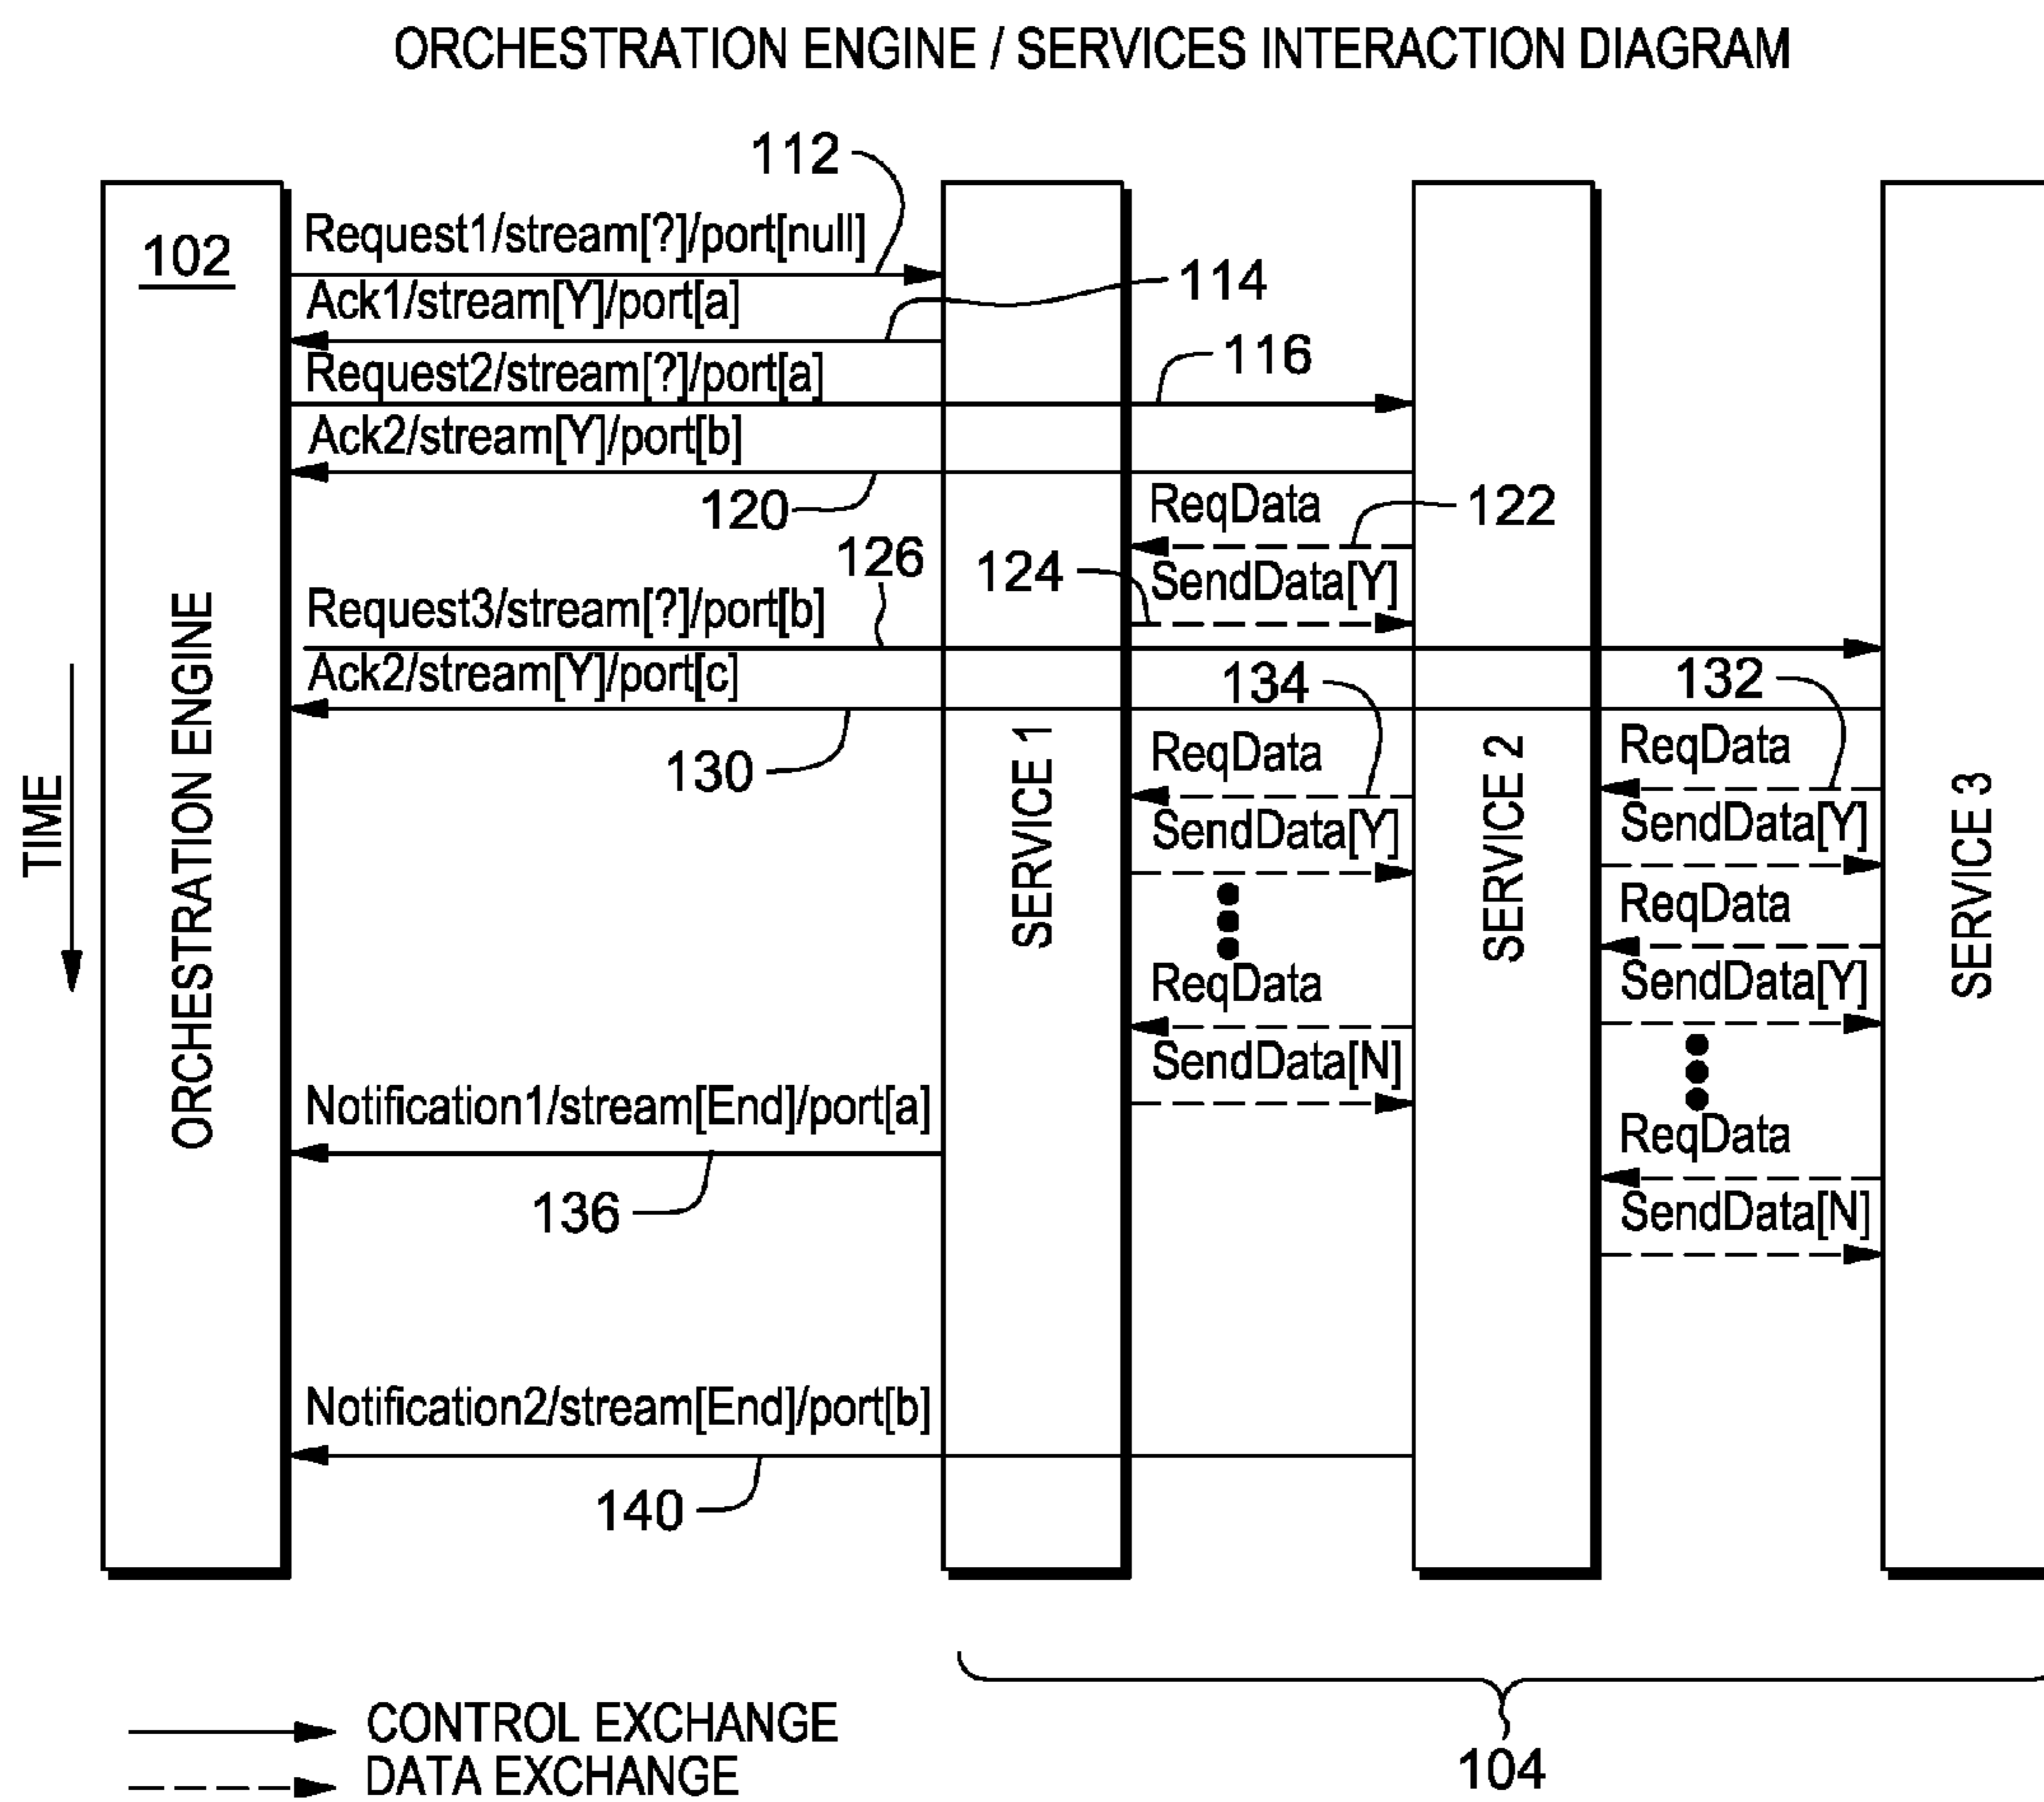 ORCHESTRATION ENGINE / SERVICES INTERACTION DIAGRAM
112
102
Request1/stream[?]/port[null]
Ack1/stream[Y]/port[a]
114
Request2/stream[?]/port[a]
116
Ack2/stream[Y]/port[b]
120
ReqData
122
126
124
SendData[Y]
Request3/stream[?]/port[b]
Ack2/stream[Y]/port[c]
134
132
130
ReqData
ReqData
SendData[Y]
SendData[Y]
ReqData
ReqData
SendData[Y]
SendData[N]
TIME
ORCHESTRATION ENGINE
SERVICE 1
SERVICE 2
SERVICE 3
Notification1/stream[End]/port[a]
ReqData
136
SendData[N]
Notification2/stream[End]/port[b]
140
CONTROL EXCHANGE
DATA EXCHANGE
104